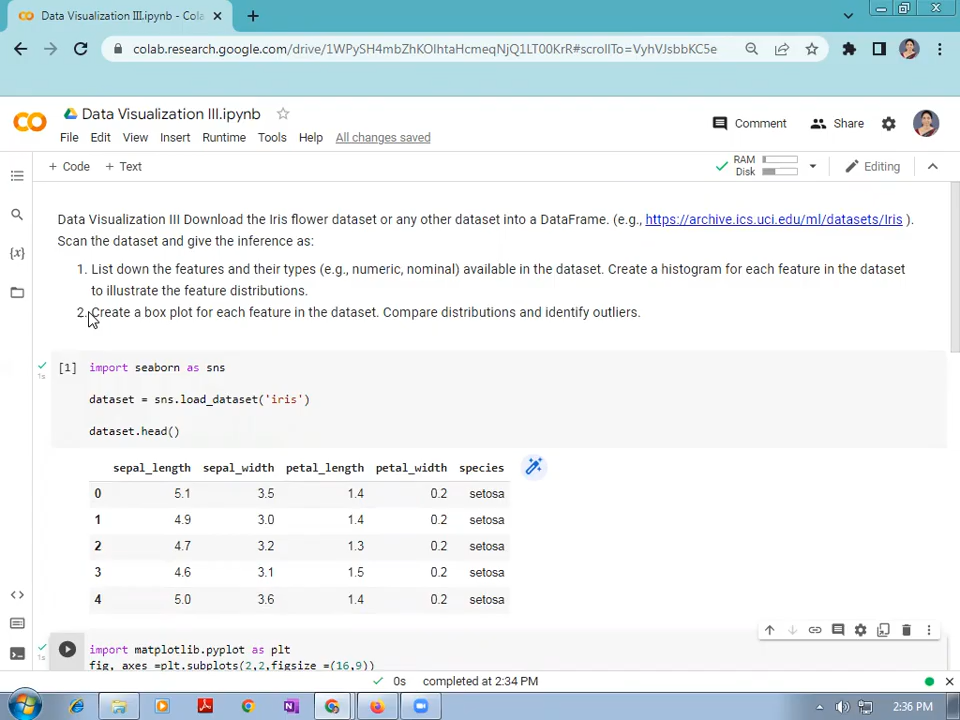 Data Visualization III.ipynb - Cola
colab.research.google.com/drive/1WPySH4mbZhKOlhtaHcmeqNjQ1LT00KrR#scrollTo=VyhVJsbbKC5e
Data Visualization III.ipynb
File Edit View Insert Runtime Tools Help All changes saved
Comment Share
+ Code + Text
RAM
Disk
Editing
Data Visualization III Download the Iris flower dataset or any other dataset into a DataFrame. (e.g., https://archive.ics.uci.edu/ml/datasets/Iris ).
Scan the dataset and give the inference as:
1. List down the features and their types (e.g., numeric, nominal) available in the dataset. Create a histogram for each feature in the dataset
to illustrate the feature distributions.
2. Create a box plot for each feature in the dataset. Compare distributions and identify outliers.
1s
[1] import seaborn as sns
dataset = sns.load_dataset('iris')
dataset.head()
sepal_length sepal_width petal_length petal_width species
0 5.1 3.5 1.4 0.2 setosa
1 4.9 3.0 1.4 0.2 setosa
2 4.7 3.2 1.3 0.2 setosa
3 4.6 3.1 1.5 0.2 setosa
4 5.0 3.6 1.4 0.2 setosa
1s
import matplotlib.pyplot as plt
fig, axes =plt.subplots(2,2,figsize =(16,9))
0s completed at 2:34 PM
2:36 PM